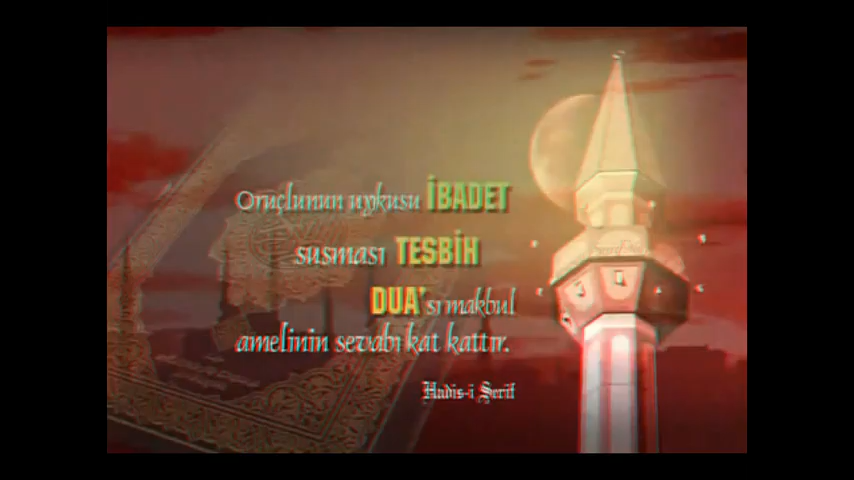 Oruçlunun uykusu İBADET
susması TESBİH
DUA'sı makbul
amelinin sevabı kat kattır.
Hadis-i Şerif